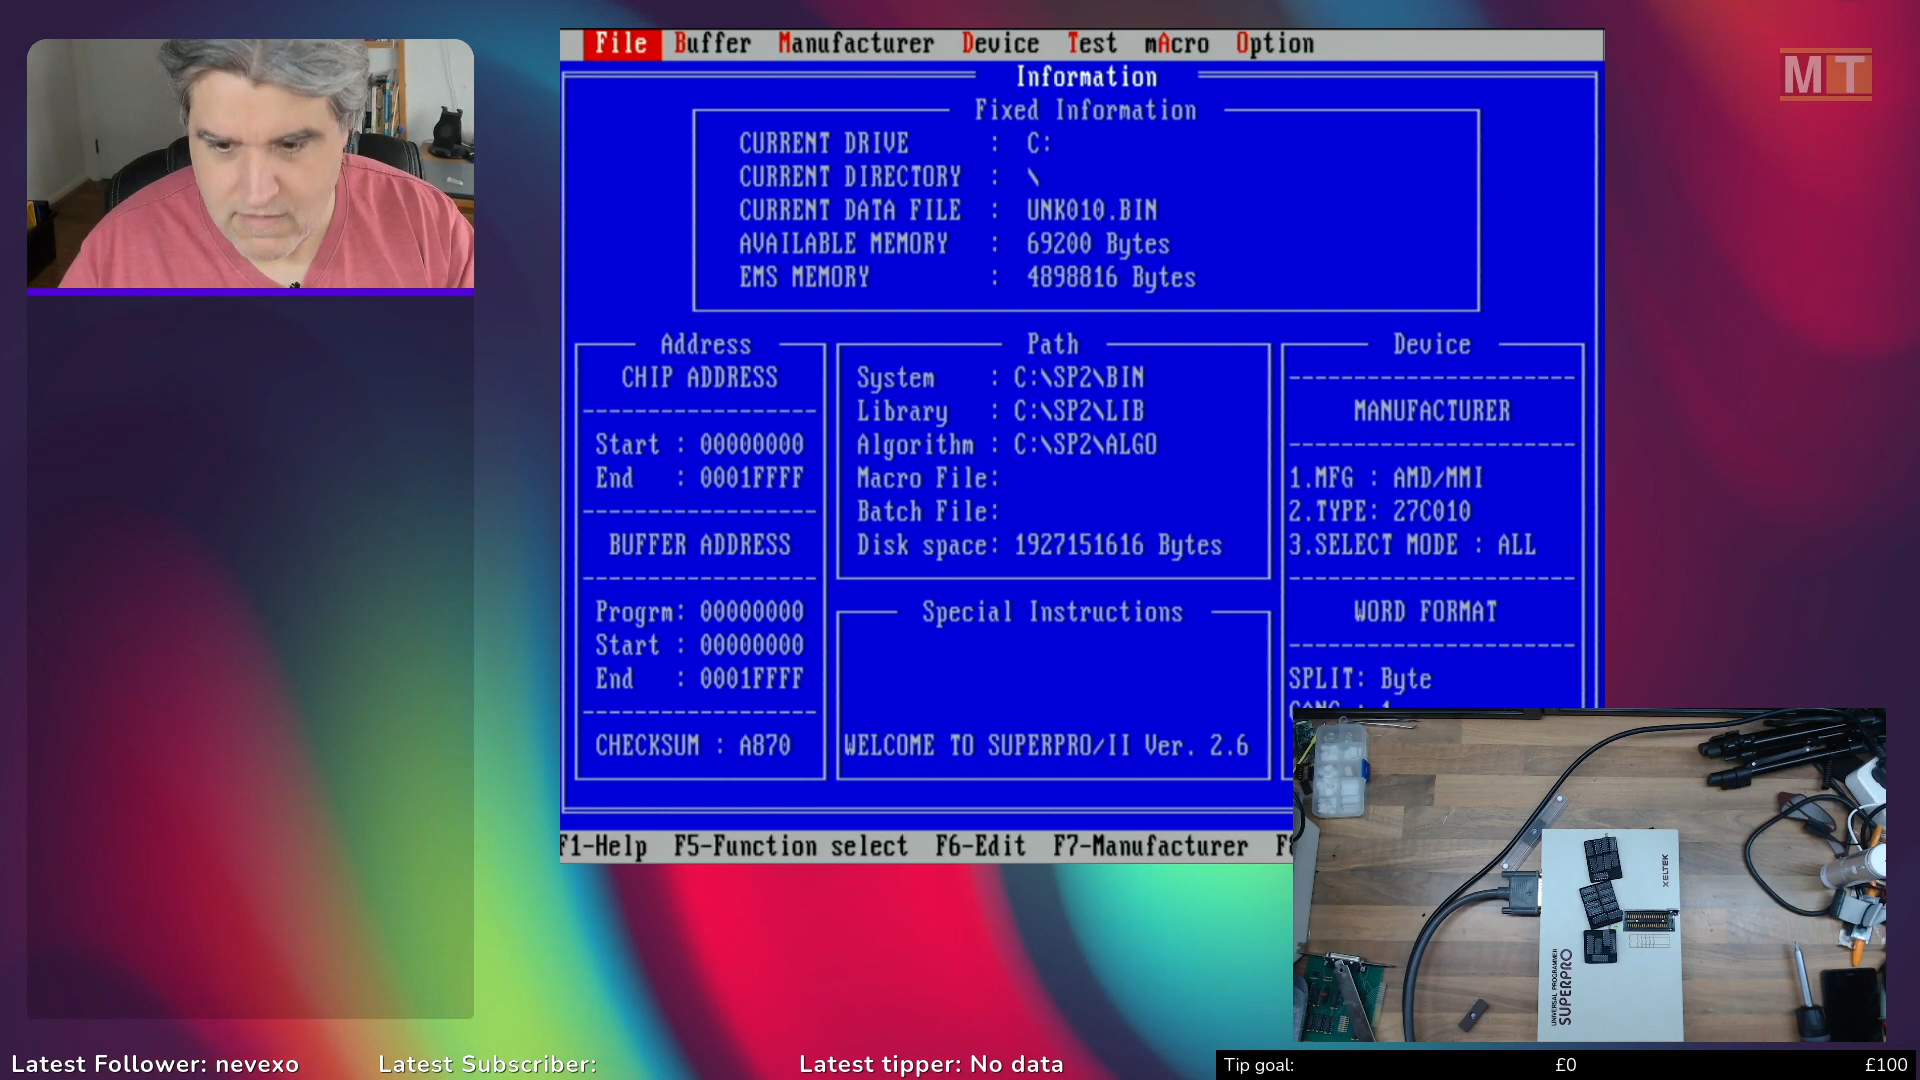 File Buffer Manufacturer Device Test mAcro Option
Information
Fixed Information
CURRENT DRIVE : C:
CURRENT DIRECTORY : \
CURRENT DATA FILE : UNK010.BIN
AVAILABLE MEMORY : 69200 Bytes
EMS MEMORY : 4898816 Bytes
Address
CHIP ADDRESS
Start : 00000000
End : 0001FFFF
BUFFER ADDRESS
Progrm: 00000000
Start : 00000000
End : 0001FFFF
CHECKSUM : A870
Path
System : C:\SP2\BIN
Library : C:\SP2\LIB
Algorithm : C:\SP2\ALGO
Macro File:
Batch File:
Disk space: 1927151616 Bytes
Special Instructions
WELCOME TO SUPERPRO/II Ver. 2.6
Device
MANUFACTURER
1.MFG : AMD/MMI
2.TYPE: 27C010
3.SELECT MODE : ALL
WORD FORMAT
SPLIT: Byte
F1-Help F5-Function select F6-Edit F7-Manufacturer
MT
XELTEK
UNIVERSAL PROGRAMMER
SUPERPRO
Latest Follower: nevexo
Latest Subscriber:
Latest tipper: No data
Tip goal: £0 £100